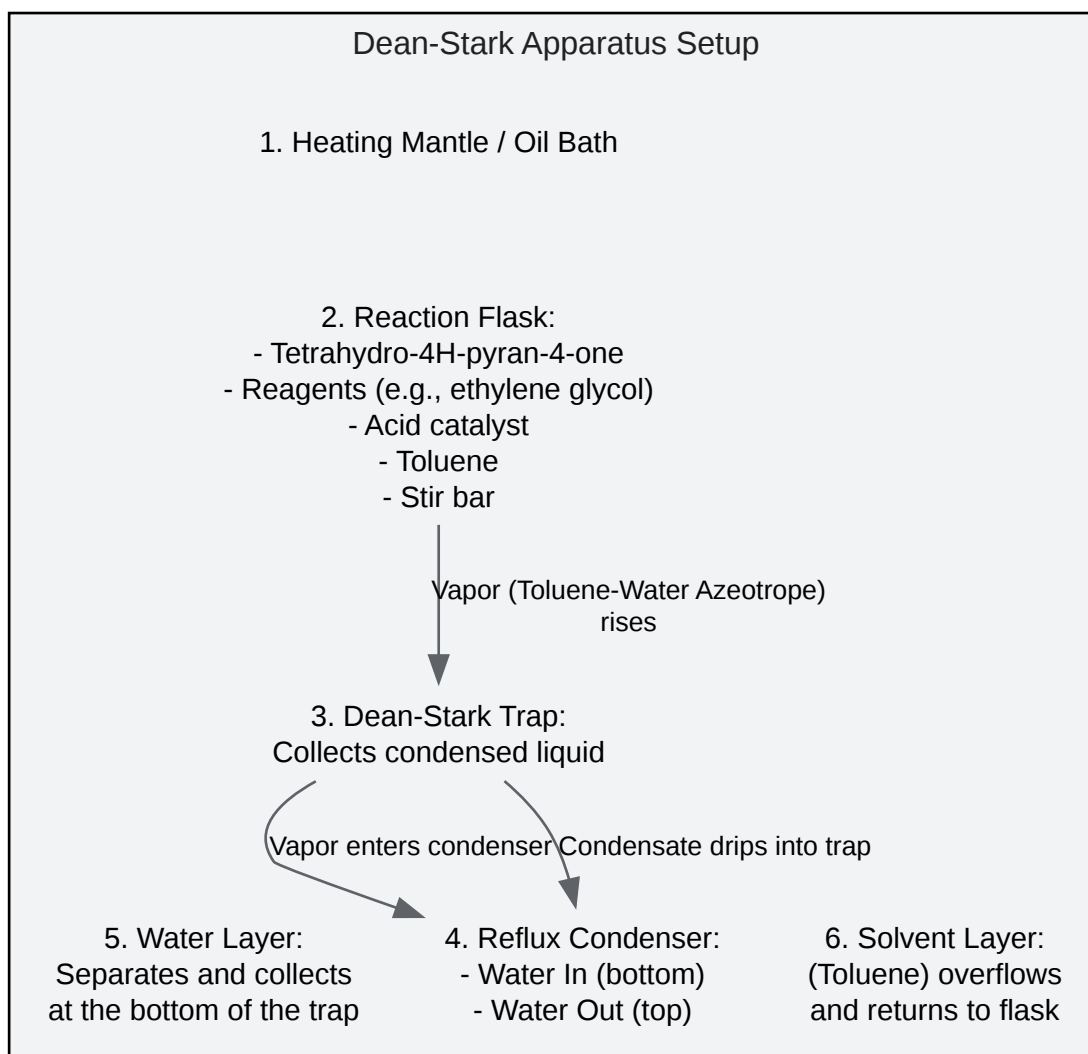 Dean-Stark Apparatus Setup
1. Heating Mantle / Oil Bath
2. Reaction Flask:
- Tetrahydro-4H-pyran-4-one
- Reagents (e.g., ethylene glycol)
- Acid catalyst
- Toluene
- Stir bar
Vapor (Toluene-Water Azeotrope)
rises
3. Dean-Stark Trap:
Collects condensed liquid
Vapor enters condenser
Condensate drips into trap
5. Water Layer:
Separates and collects
at the bottom of the trap
4. Reflux Condenser:
- Water In (bottom)
- Water Out (top)
6. Solvent Layer:
(Toluene) overflows
and returns to flask